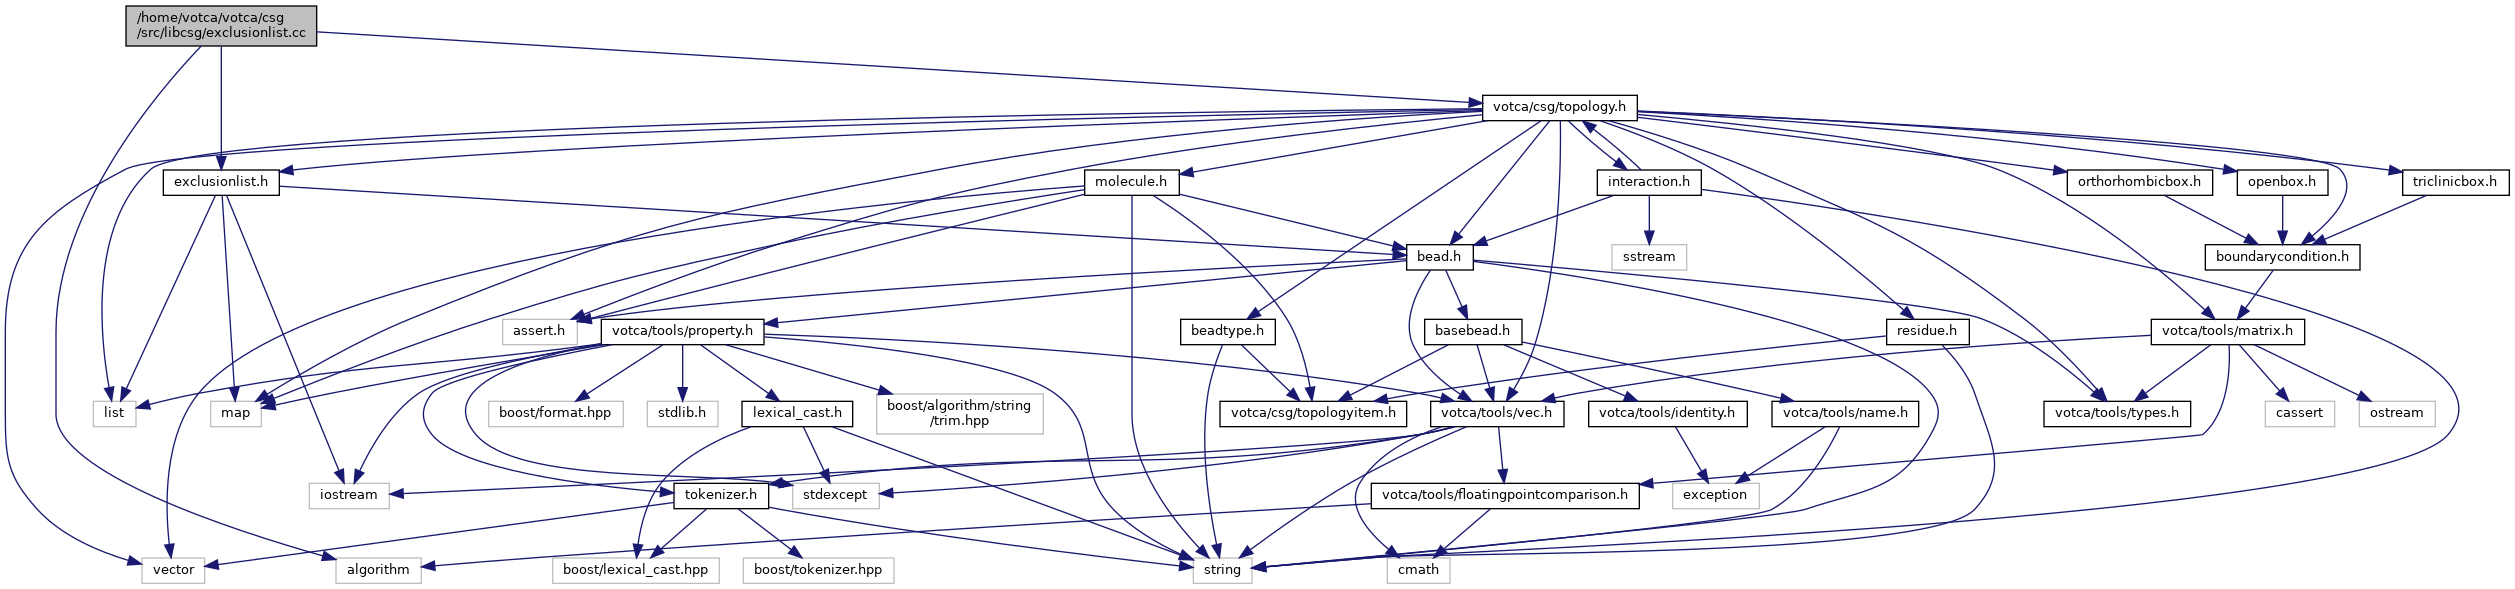 /home/votca/votca/csg
/src/libcsg/exclusionlist.cc
votca/csg/topology.h
exclusionlist.h
molecule.h
interaction.h
orthorhombicbox.h
openbox.h
triclinicbox.h
bead.h
sstream
boundarycondition.h
assert.h
votca/tools/property.h
beadtype.h
basebead.h
residue.h
votca/tools/matrix.h
list
map
boost/format.hpp
stdlib.h
lexical_cast.h
boost/algorithm/string
/trim.hpp
votca/csg/topologyitem.h
votca/tools/vec.h
votca/tools/identity.h
votca/tools/name.h
votca/tools/types.h
cassert
ostream
iostream
tokenizer.h
stdexcept
votca/tools/floatingpointcomparison.h
exception
vector
algorithm
boost/lexical_cast.hpp
boost/tokenizer.hpp
string
cmath